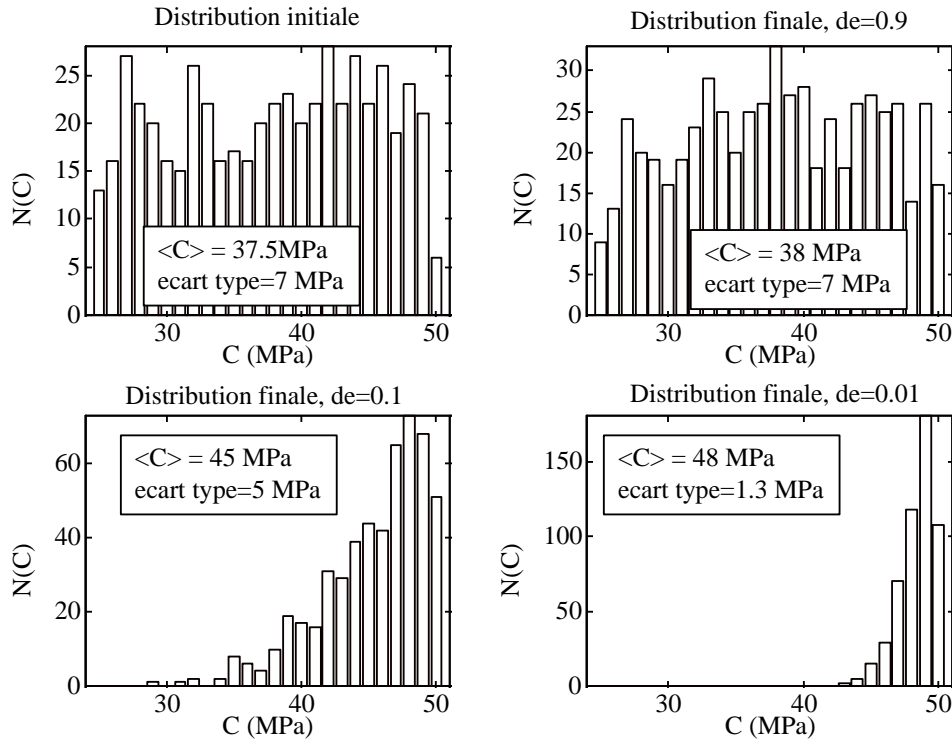 Distribution initiale
N(C)
25
20
15
10
5
0
<C> = 37.5MPa
ecart type=7 MPa
30
40
50
C (MPa)
Distribution finale, de=0.9
N(C)
30
25
20
15
10
5
0
<C> = 38 MPa
ecart type=7 MPa
30
40
50
C (MPa)
Distribution finale, de=0.1
N(C)
60
40
20
0
<C> = 45 MPa
ecart type=5 MPa
30
40
50
C (MPa)
Distribution finale, de=0.01
N(C)
150
100
50
0
<C> = 48 MPa
ecart type=1.3 MPa
30
40
50
C (MPa)